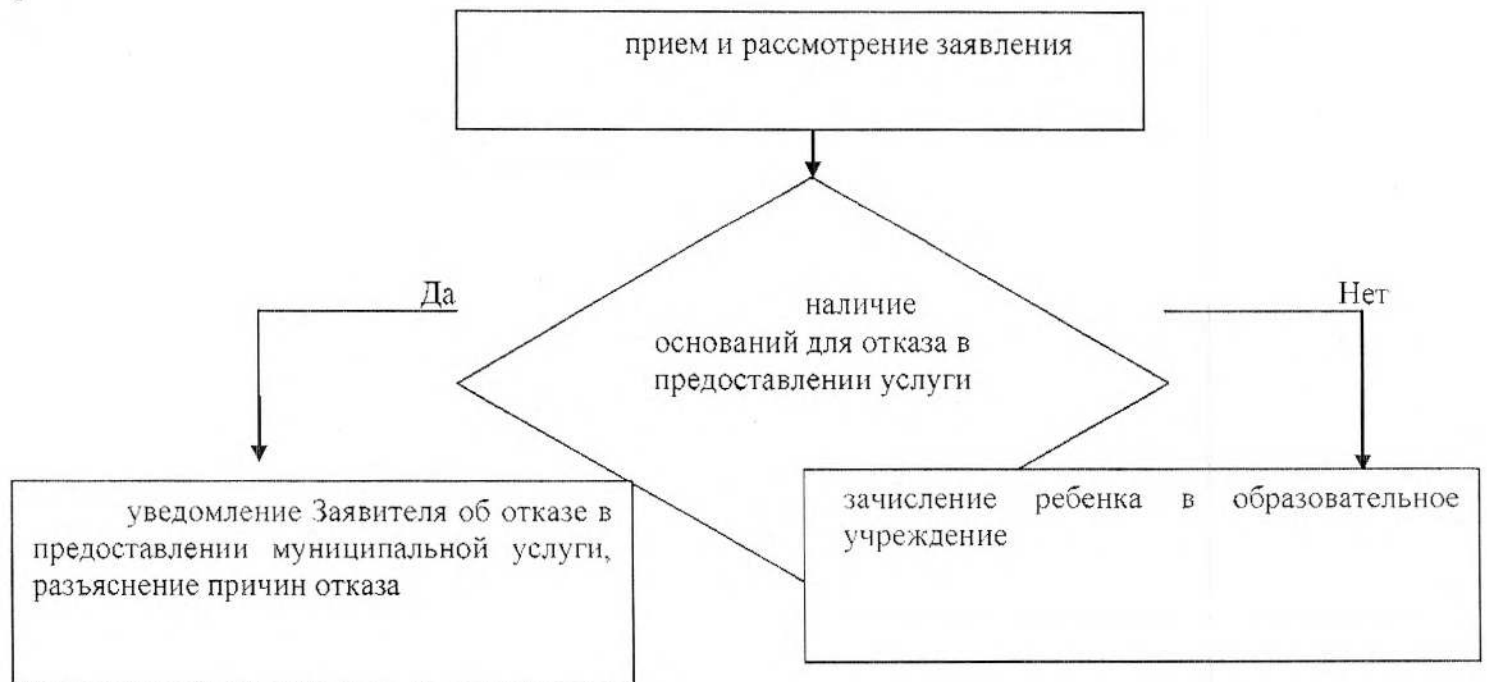 прием и рассмотрение заявления
Да
Нет
наличие
оснований для отказа в
предоставлении услуги
уведомление Заявителя об отказе в
предоставлении муниципальной услуги,
разъяснение причин отказа
зачисление ребенка в образовательное
учреждение